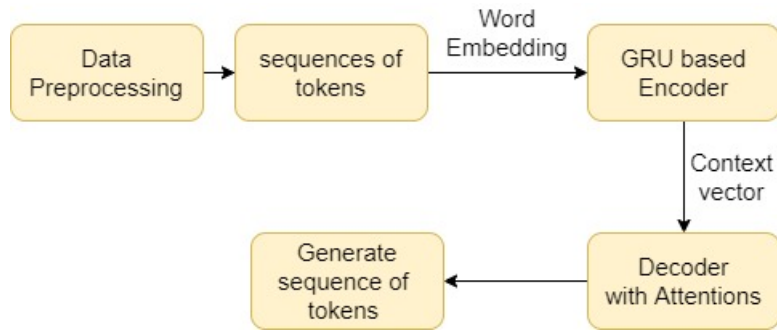 Data
Preprocessing
sequences of
tokens
Word
Embedding
GRU based
Encoder
Context
vector
Decoder
with Attentions
Generate
sequence of
tokens